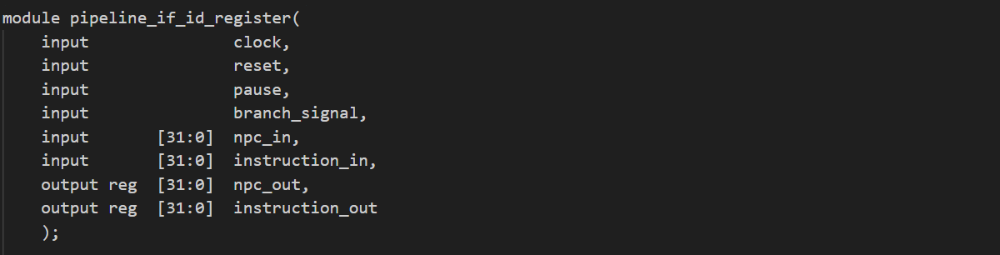 module pipeline_if_id_register(
    input               clock,
    input               reset,
    input               pause,
    input               branch_signal,
    input       [31:0]  npc_in,
    input       [31:0]  instruction_in,
    output reg  [31:0]  npc_out,
    output reg  [31:0]  instruction_out
    );